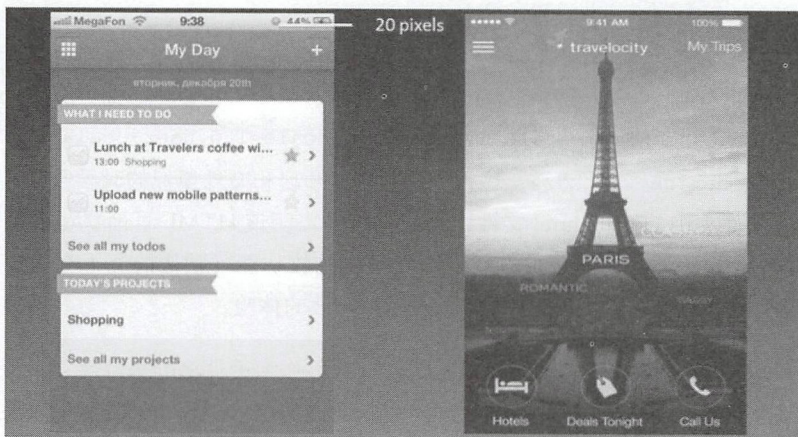 MegaFon 9:38 44%
20 pixels
My Day +
вторник, декабря 20th
WHAT I NEED TO DO
Lunch at Travelers coffee wi...
13:00 Shopping
Upload new mobile patterns...
11:00
See all my todos
TODAY'S PROJECTS
Shopping
See all my projects
9:41 AM 100%
travelocity My Trips
PARIS
ROMANTIC
SASSY
Hotels Deals Tonight Call Us